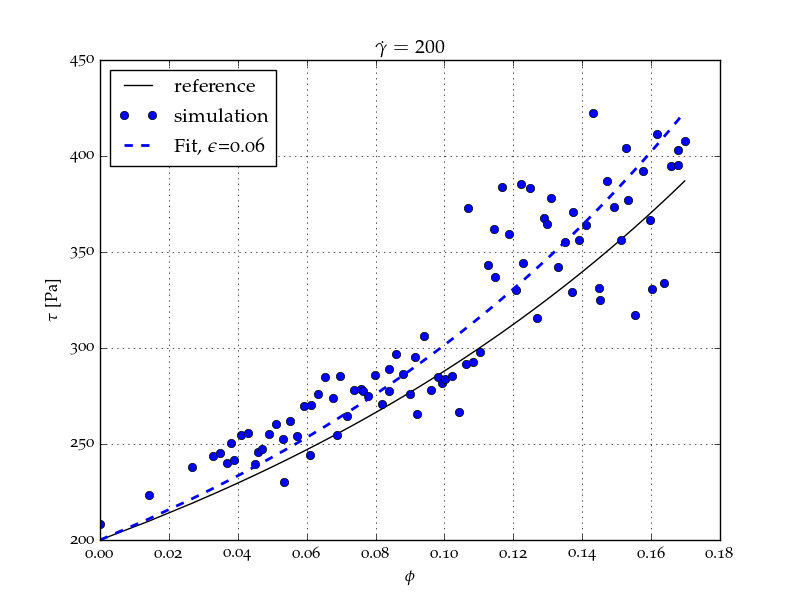 γ̇ = 200
450
400
350
300
250
200
τ [Pa]
reference
simulation
Fit, ϵ=0.06
0.00 0.02 0.04 0.06 0.08 0.10 0.12 0.14 0.16 0.18
ϕ